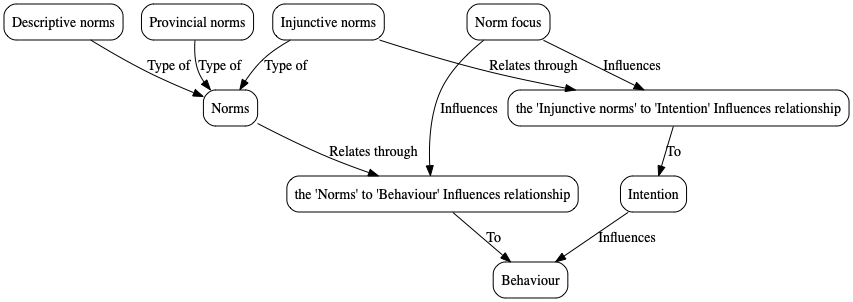 Descriptive norms
Provincial norms
Injunctive norms
Norm focus
Type of
Type of
Type of
Relates through
Influences
Norms
Influences
the 'Injunctive norms' to 'Intention' Influences relationship
Relates through
To
the 'Norms' to 'Behaviour' Influences relationship
Intention
To
Influences
Behaviour